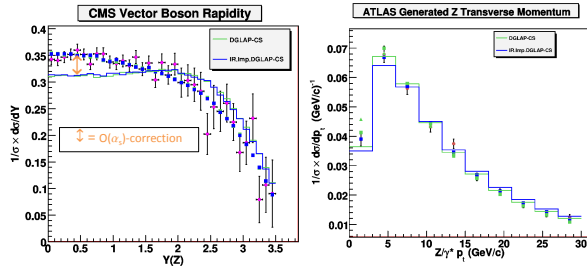 CMS Vector Boson Rapidity
1/σ × dσ/dY
0.4
0.35
0.3
0.25
0.2
0.15
0.1
0.05
0
DGLAP-CS
IR.Imp.DGLAP-CS
= O(αs)-correction
0 0.5 1.0 1.5 2.0 2.5 3.0 3.5
Y(Z)
ATLAS Generated Z Transverse Momentum
1/σ × dσ/dpt (GeV/c)⁻¹
0.07
0.06
0.05
0.04
0.03
0.02
0.01
DGLAP-CS
IR.Imp.DGLAP-CS
0 5 10 15 20 25 30
Z/γ* pt (GeV/c)